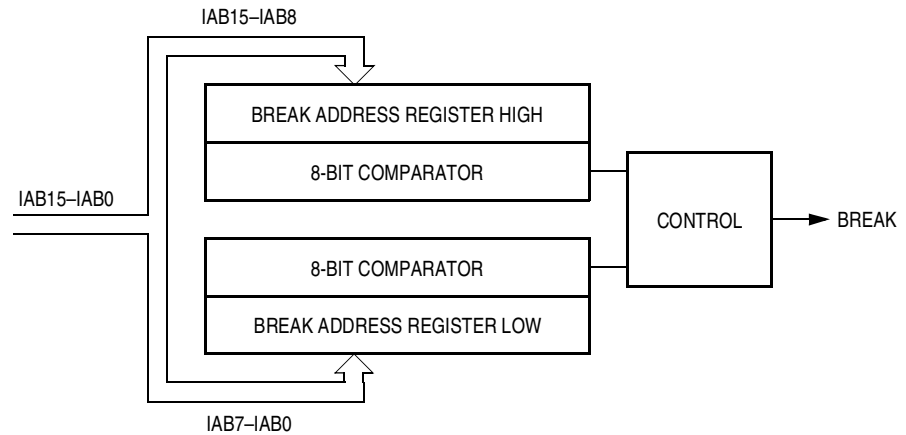 IAB15–IAB8
BREAK ADDRESS REGISTER HIGH
8-BIT COMPARATOR
IAB15–IAB0
CONTROL
BREAK
8-BIT COMPARATOR
BREAK ADDRESS REGISTER LOW
IAB7–IAB0